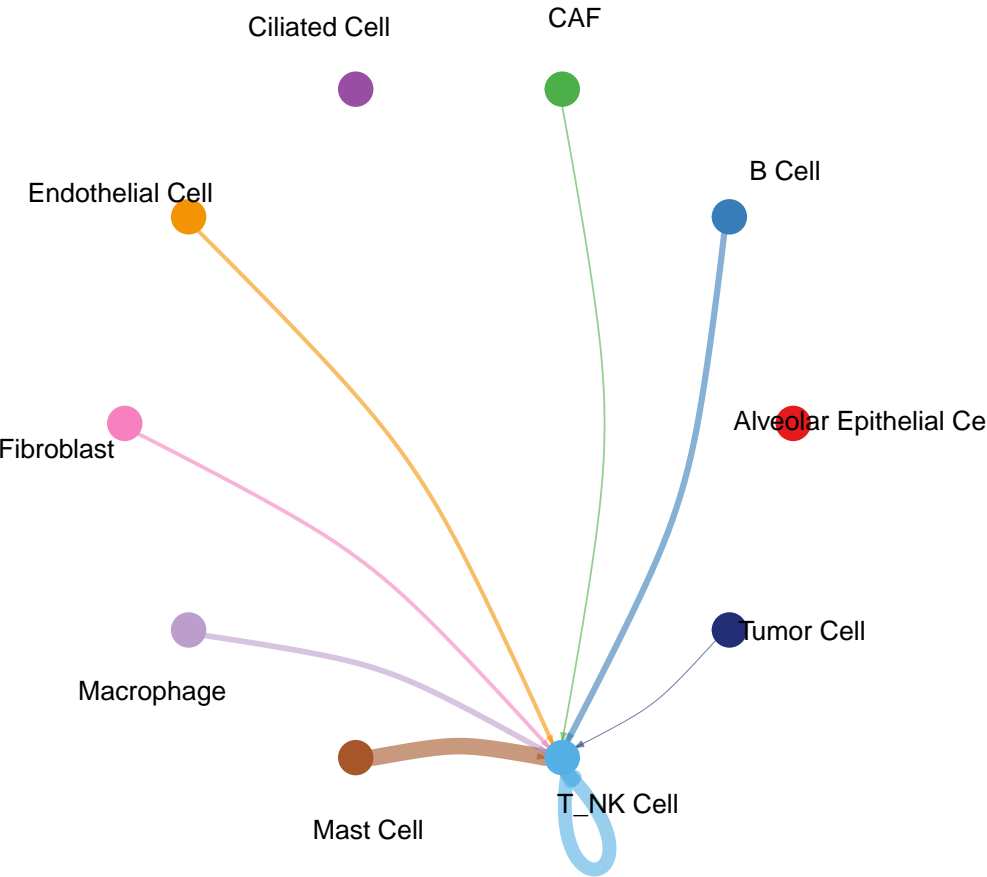 CAF
Ciliated Cell
B Cell
Endothelial Cell
Alveolar Epithelial Ce
Fibroblast
Tumor Cell
Macrophage
T_NK Cell
Mast Cell